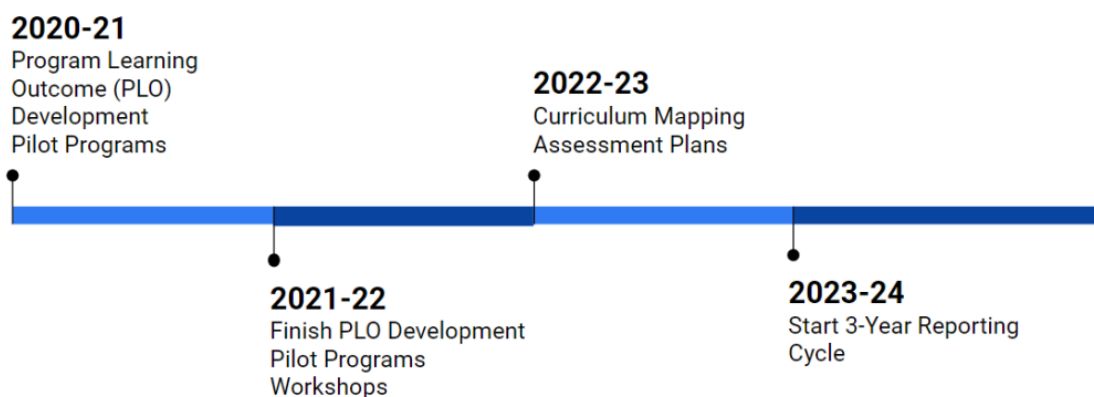 2020-21
Program Learning
Outcome (PLO)
Development
Pilot Programs
2021-22
Finish PLO Development
Pilot Programs
Workshops
2022-23
Curriculum Mapping
Assessment Plans
2023-24
Start 3-Year Reporting
Cycle